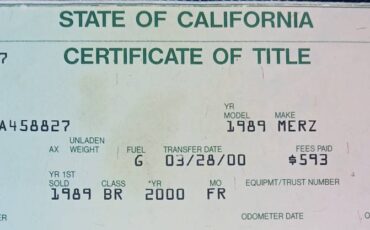 STATE OF CALIFORNIA
CERTIFICATE OF TITLE
7
YR
MODEL MAKE
A458827 1989 MERZ
UNLADEN
AX WEIGHT FUEL TRANSFER DATE FEES PAID
G 03/28/00 $593
YR 1ST
SOLD CLASS *YR MO EQUIPMT/TRUST NUMBER
1989 BR 2000 FR
ER ODOMETER DATE O